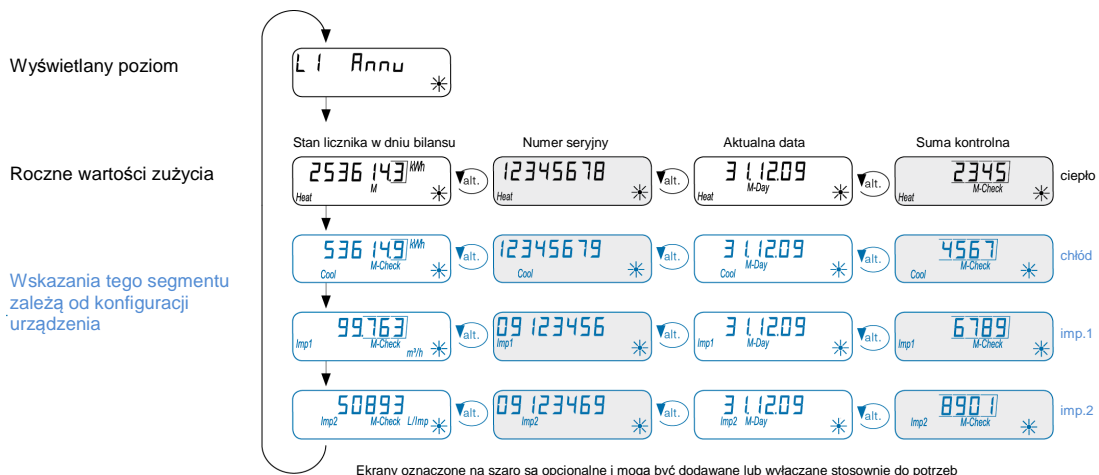 Wyświetlany poziom
L1 Annu
Stan licznika w dniu bilansu Numer seryjny Aktualna data Suma kontrolna
Roczne wartości zużycia
253614.3 kWh M Heat alt. 12345678 Heat alt. 31.12.09 M-Day Heat alt. 2345 M-Check Heat ciepło
53614.9 kWh M-Check Cool alt. 12345679 Cool alt. 31.12.09 M-Day Cool alt. 4567 M-Check Cool chłód
Wskazania tego segmentu
zależą od konfiguracji
urządzenia
99.763 Imp1 M-Check m³/h alt. 09123456 Imp1 alt. 31.12.09 Imp1 M-Day alt. 6789 Imp1 M-Check imp.1
50893 Imp2 M-Check L/Imp alt. 09123469 Imp2 alt. 31.12.09 Imp2 M-Day alt. 8901 Imp2 M-Check imp.2
Ekrany oznaczone na szaro są opcjonalne i mogą być dodawane lub wyłączane stosownie do potrzeb